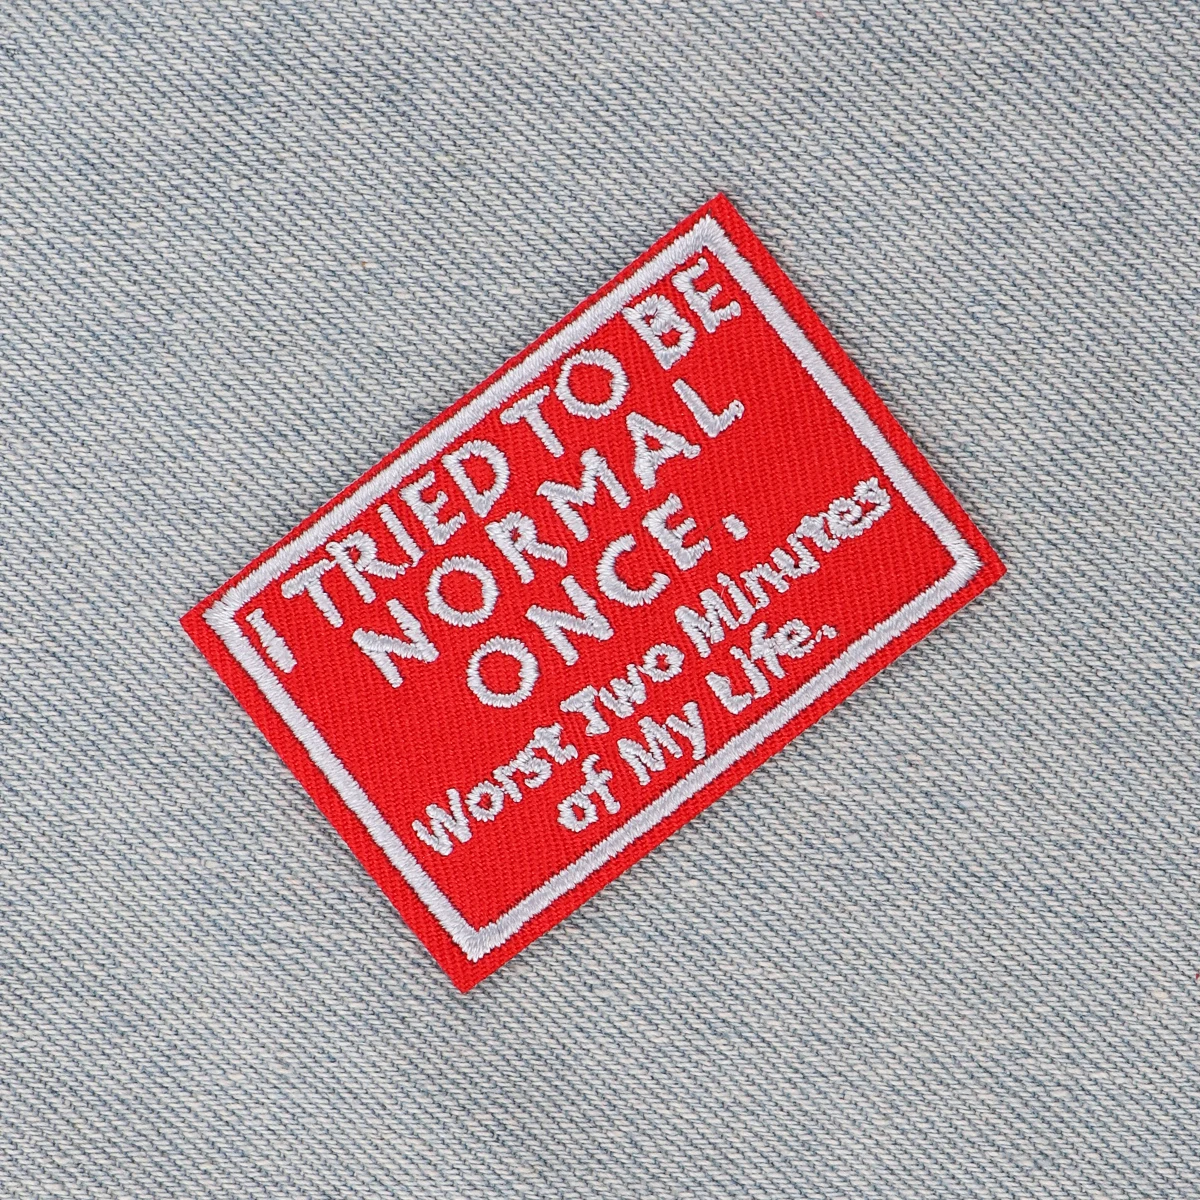 I TRIED TO BE
NORMAL
ONCE,
Worst Two Minutes
of My Life.